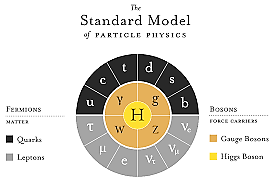 The
Standard Model
of PARTICLE PHYSICS
FERMIONS
MATTER
Quarks
Leptons
BOSONS
FORCE CARRIERS
Gauge Bosons
Higgs Boson
c t d s
u γ g b
H
τ W Z νe
μ e ντ νμ